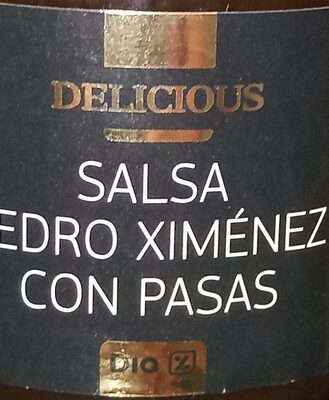 DELICIOUS
SALSA
EDRO XIMÉNEZ
CON PASAS
Dia %